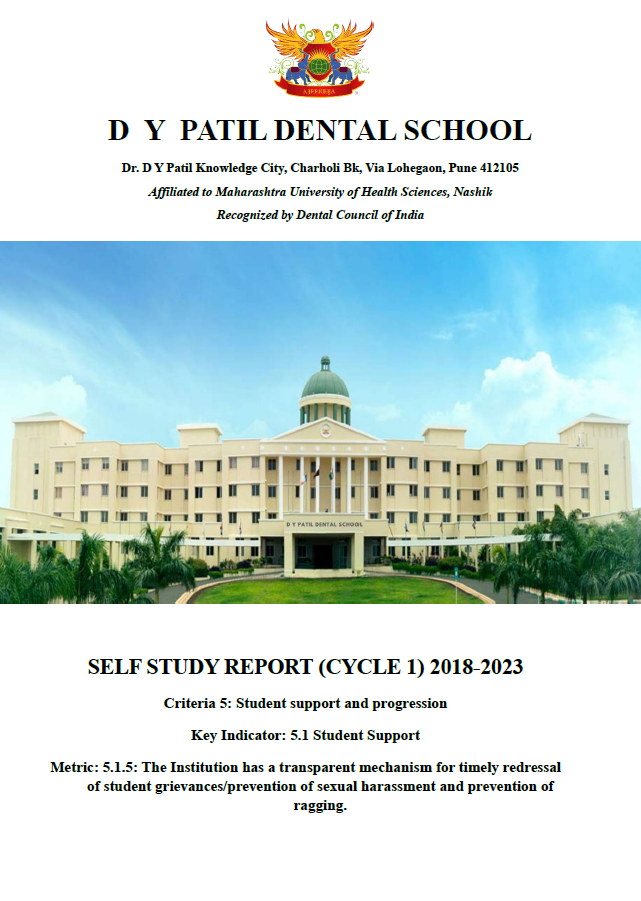 AJEENKYA
D Y PATIL DENTAL SCHOOL
Dr. D Y Patil Knowledge City, Charholi Bk, Via Lohegaon, Pune 412105
Affiliated to Maharashtra University of Health Sciences, Nashik
Recognized by Dental Council of India
D Y PATIL DENTAL SCHOOL
SELF STUDY REPORT (CYCLE 1) 2018-2023
Criteria 5: Student support and progression
Key Indicator: 5.1 Student Support
Metric: 5.1.5: The Institution has a transparent mechanism for timely redressal
of student grievances/prevention of sexual harassment and prevention of
ragging.